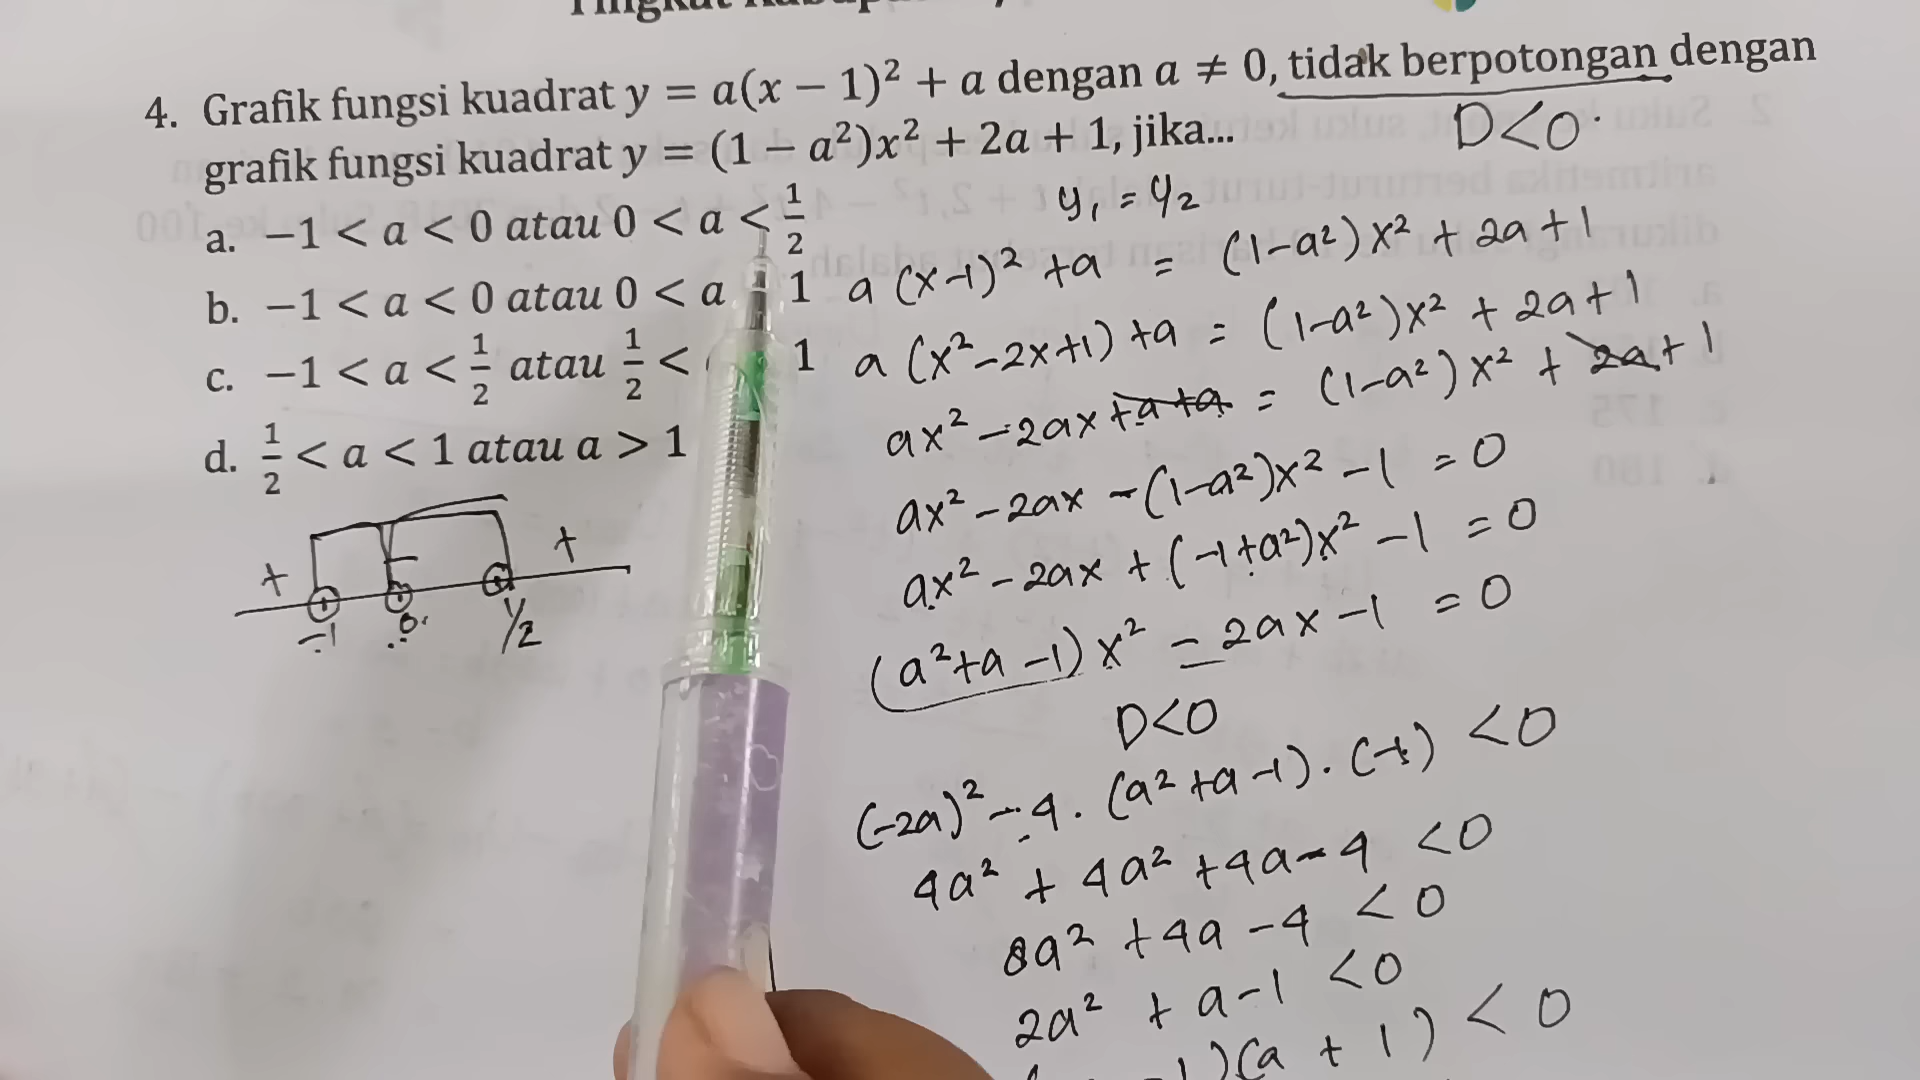 4. Grafik fungsi kuadrat y = a(x − 1)² + a dengan a ≠ 0, tidak berpotongan dengan
grafik fungsi kuadrat y = (1 − a²)x² + 2a + 1, jika...
a. −1 < a < 0 atau 0 < a < 1/2
b. −1 < a < 0 atau 0 < a 1
c. −1 < a < 1/2 atau 1/2 < 1
d. 1/2 < a < 1 atau a > 1
D<0
y₁ = y₂
a (x-1)² +a = (1-a²) x² + 2a+1
a (x²-2x+1) +a = (1-a²)x² + 2a+1
ax² -2ax +a +a = (1-a²) x² + 2a+1
ax² - 2ax -(1-a²)x² -1 = 0
ax² - 2ax + (-1+a²)x² -1 = 0
(a²+a -1) x² - 2ax -1 = 0
D<0
(-2a)² - 4. (a² +a -1). (-1) <0
4a² + 4a² +4a - 4 <0
8a² +4a -4 <0
2a² + a-1 <0
1)(a + 1) < 0
+ - +
-1 0 1/2